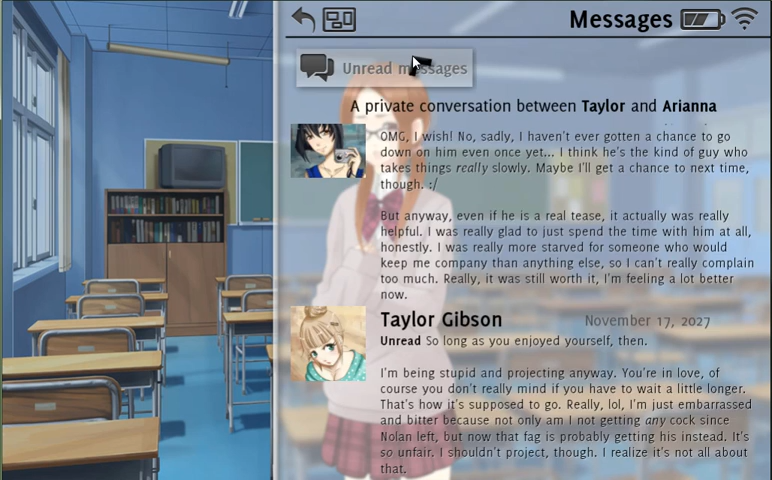 Messages
Unread messages
A private conversation between Taylor and Arianna
OMG, I wish! No, sadly, I haven't ever gotten a chance to go
down on him even once yet... I think he's the kind of guy who
takes things really slowly. Maybe I'll get a chance to next time,
though. :/
But anyway, even if he is a real tease, it actually was really
helpful. I was really glad to just spend the time with him at all,
honestly. I was really more starved for someone who would
keep me company than anything else, so I can't really complain
too much. Really, it was still worth it, I'm feeling a lot better
now.
Taylor Gibson
November 17, 2027
Unread So long as you enjoyed yourself, then.
I'm being stupid and projecting anyway. You're in love, of
course you don't really mind if you have to wait a little longer.
That's how it's supposed to go. Really, lol, I'm just embarrassed
and bitter because not only am I not getting any cock since
Nolan left, but now that fag is probably getting his instead. It's
so unfair. I shouldn't project, though. I realize it's not all about
that.